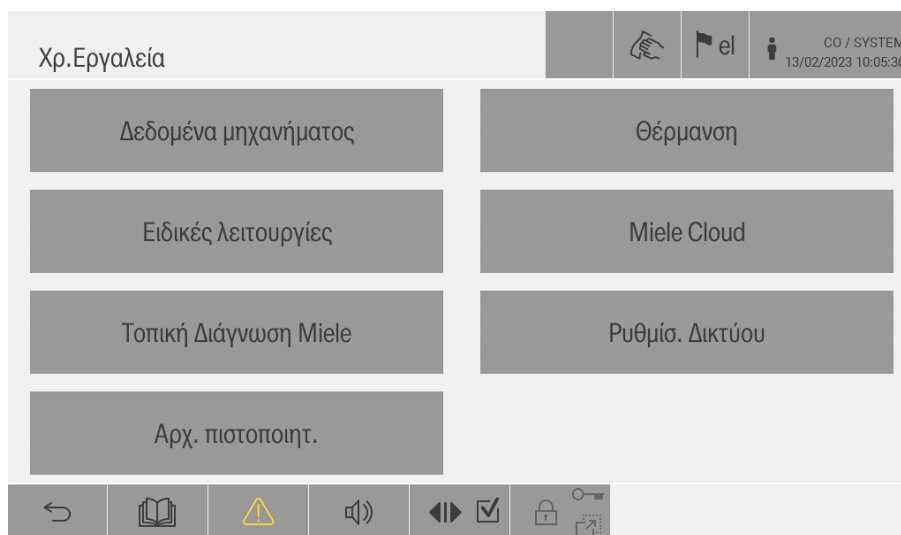 Χρ.Εργαλεία
el
CO / SYSTEM
13/02/2023 10:05:30
Δεδομένα μηχανήματος
Θέρμανση
Ειδικές λειτουργίες
Miele Cloud
Τοπική Διάγνωση Miele
Ρυθμίσ. Δικτύου
Αρχ. πιστοποιητ.